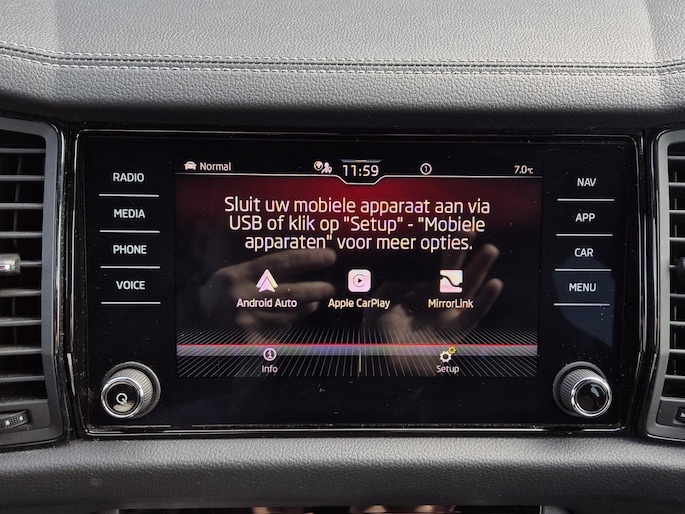 RADIO
MEDIA
PHONE
VOICE
Normal
11:59
1
7.0°C
Sluit uw mobiele apparaat aan via
USB of klik op "Setup" - "Mobiele
apparaten" voor meer opties.
Android Auto
Apple CarPlay
MirrorLink
Info
Setup
NAV
APP
CAR
MENU